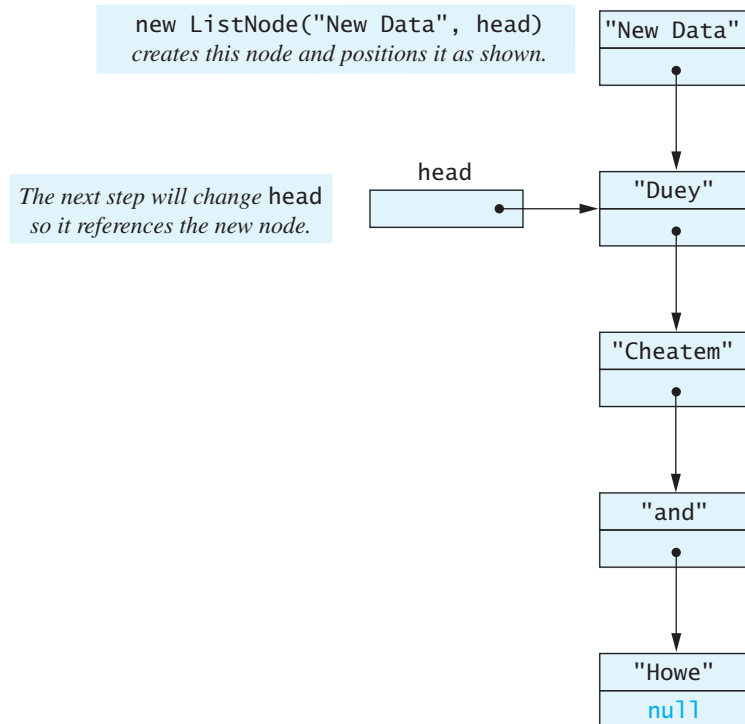 new ListNode("New Data", head)
creates this node and positions it as shown.
"New Data"
head
The next step will change head
so it references the new node.
"Duey"
"Cheatem"
"and"
"Howe"
null